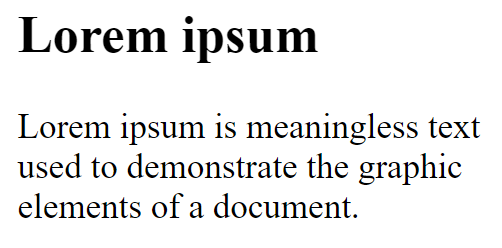 Lorem ipsum
Lorem ipsum is meaningless text
used to demonstrate the graphic
elements of a document.